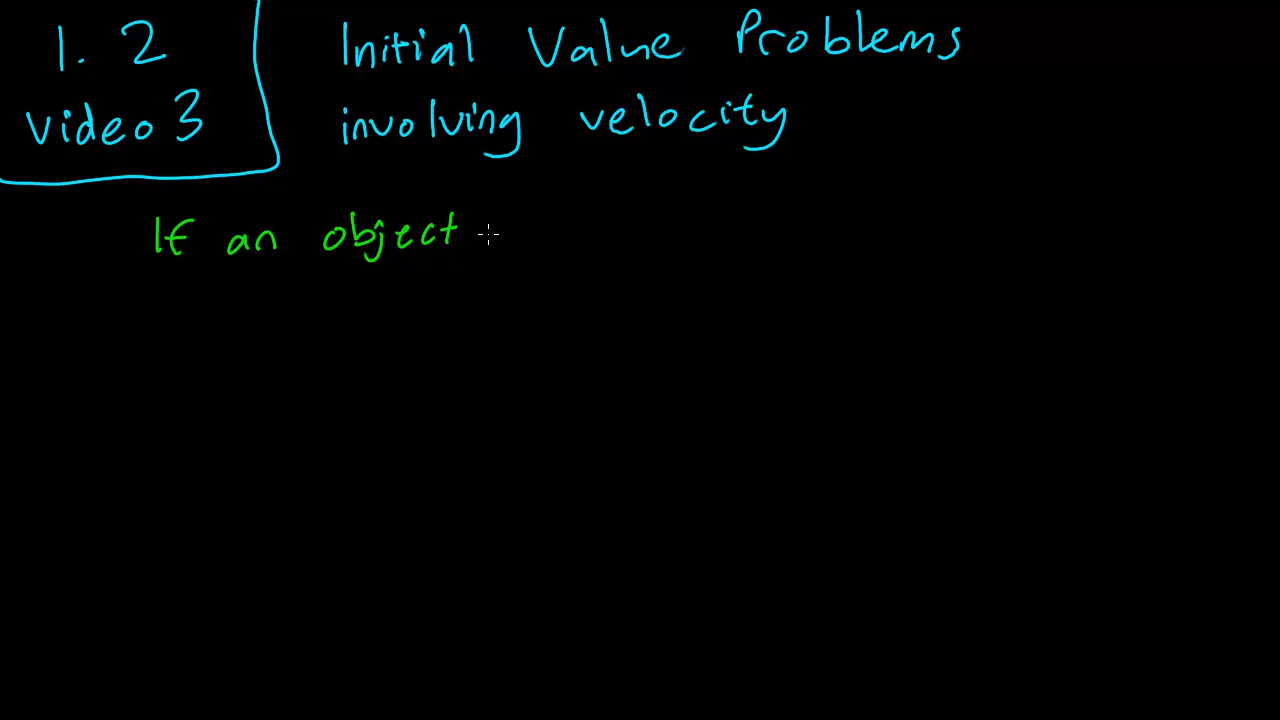 1.2
video 3
Initial Value Problems
involving velocity
If an object